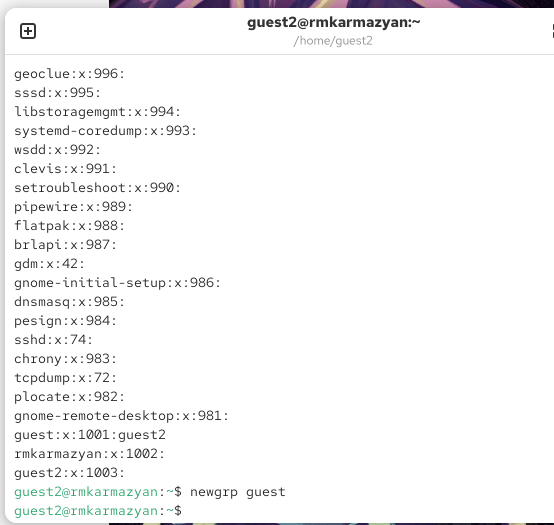 guest2@rmkarmazyan:~
/home/guest2
geoclue:x:996:
sssd:x:995:
libstoragemgmt:x:994:
systemd-coredump:x:993:
wsdd:x:992:
clevis:x:991:
setroubleshoot:x:990:
pipewire:x:989:
flatpak:x:988:
brlapi:x:987:
gdm:x:42:
gnome-initial-setup:x:986:
dnsmasq:x:985:
pesign:x:984:
sshd:x:74:
chrony:x:983:
tcpdump:x:72:
plocate:x:982:
gnome-remote-desktop:x:981:
guest:x:1001:guest2
rmkarmazyan:x:1002:
guest2:x:1003:
guest2@rmkarmazyan:~$ newgrp guest
guest2@rmkarmazyan:~$